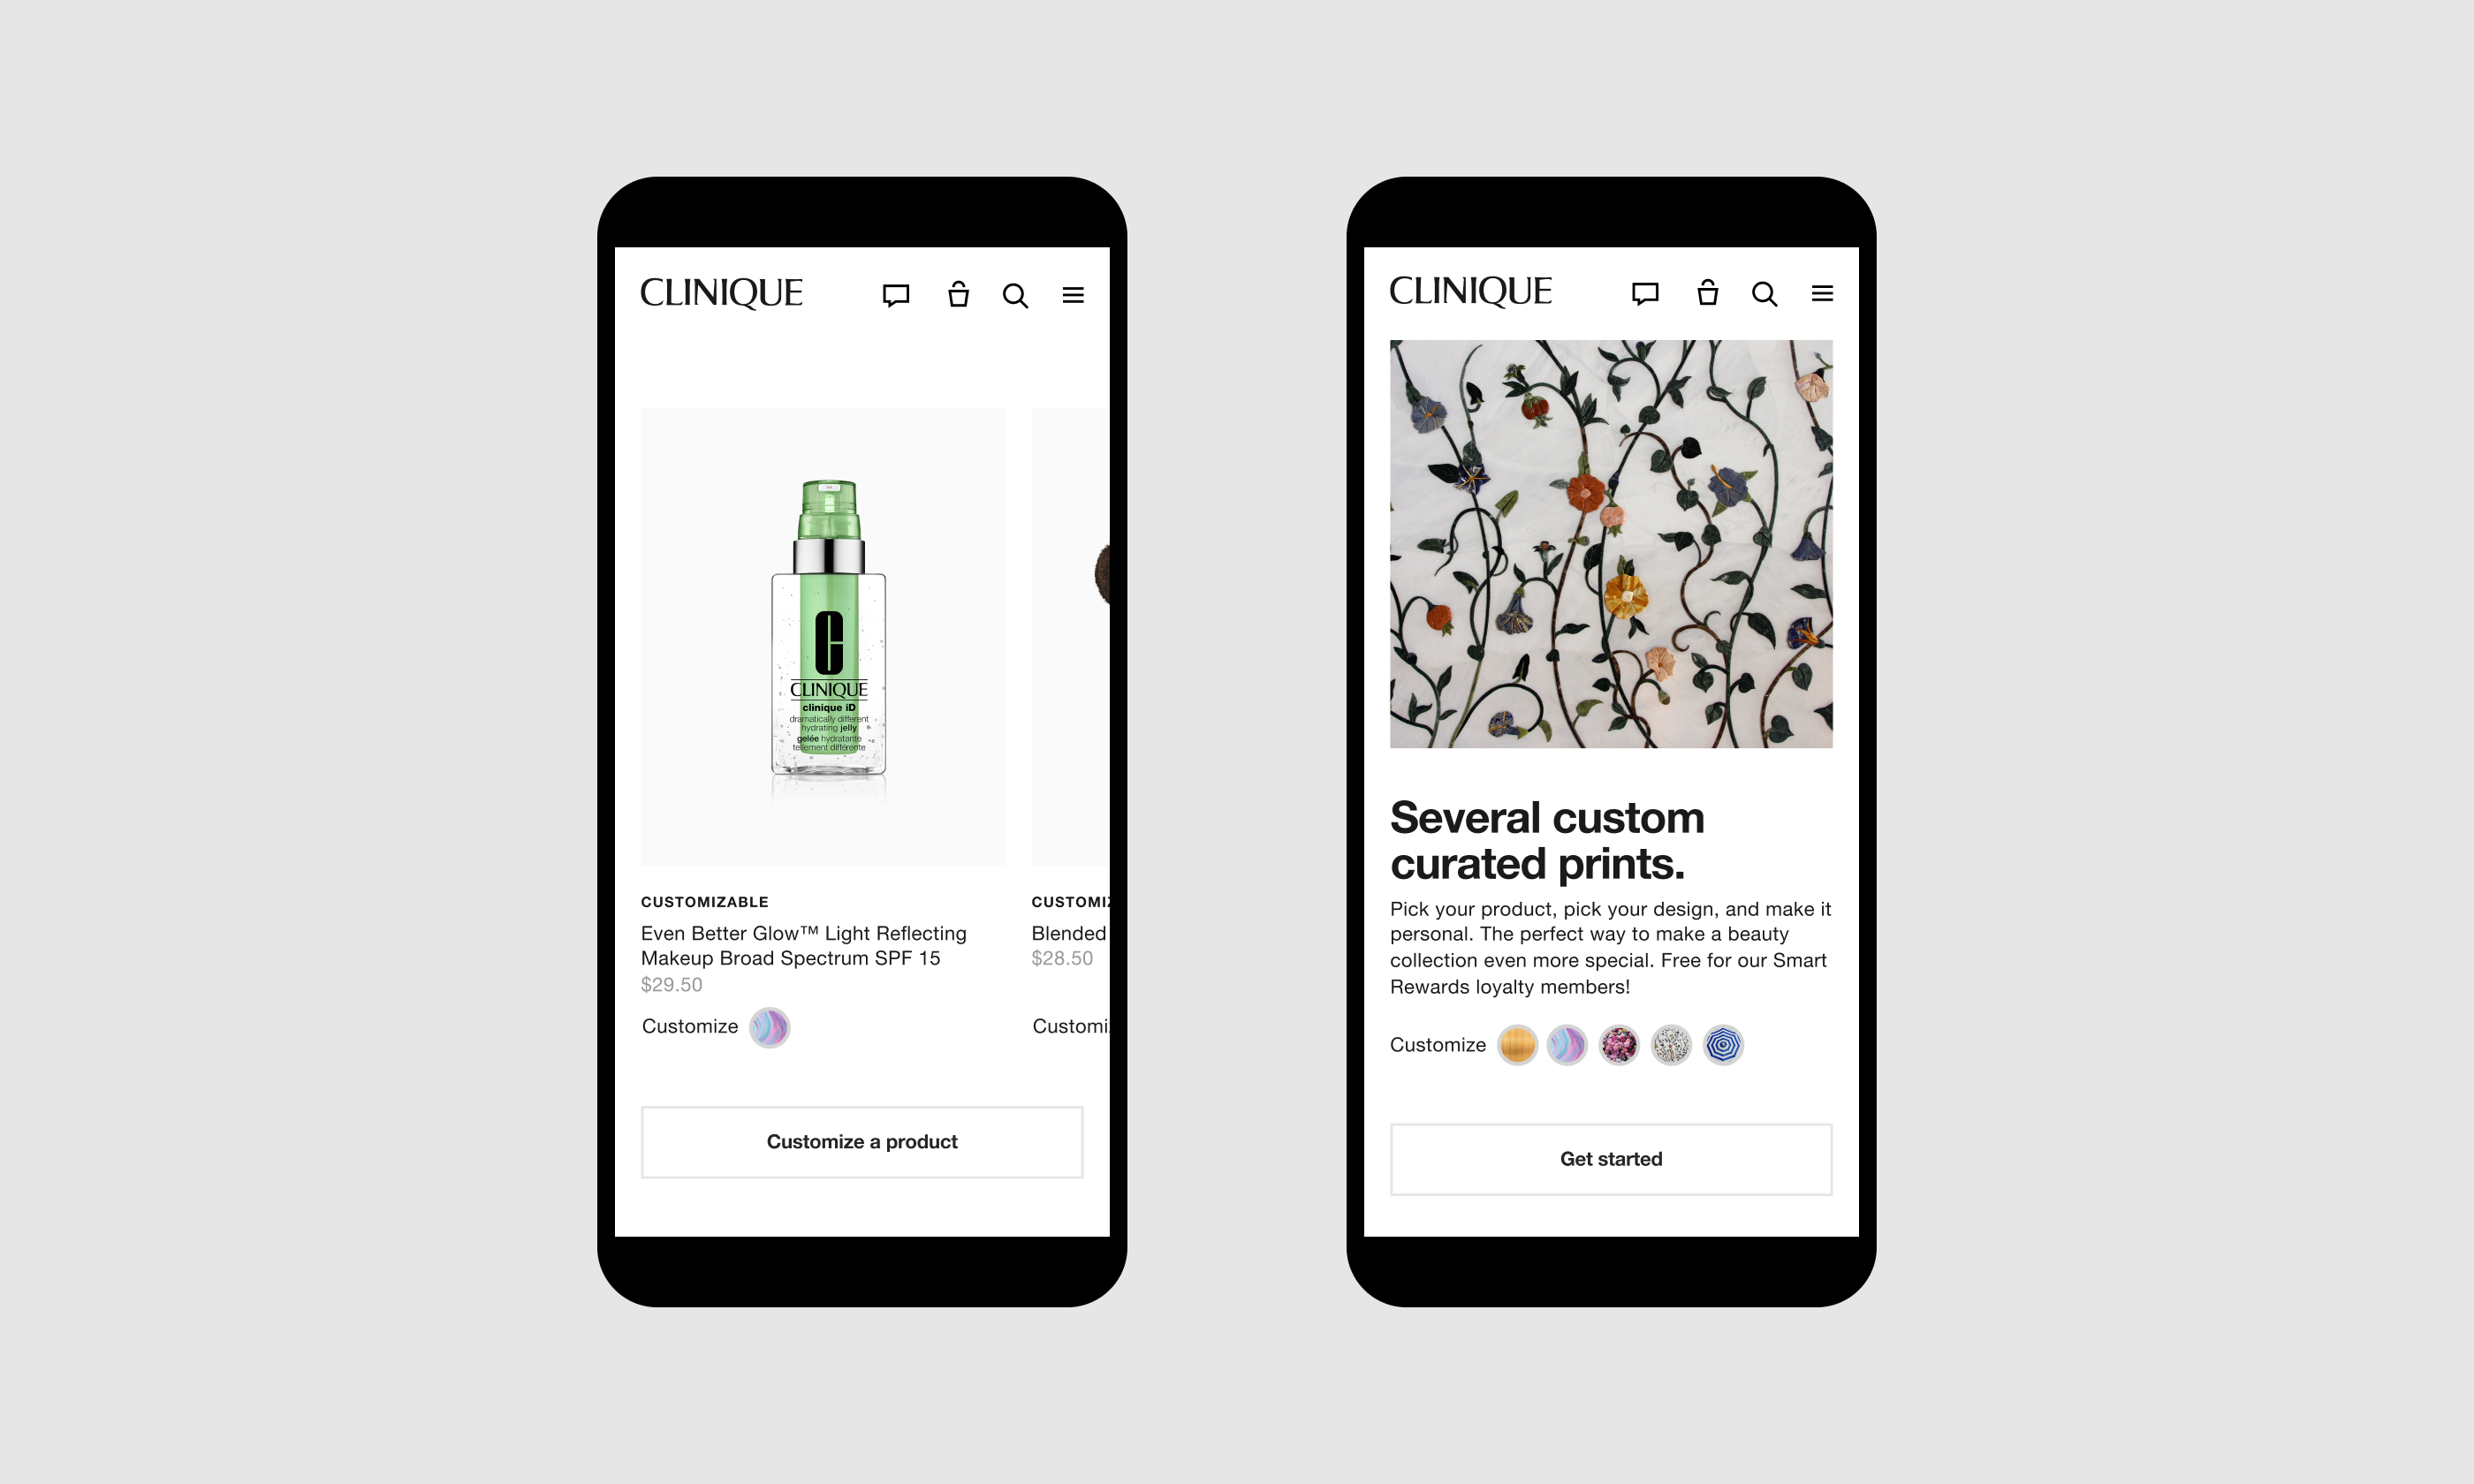 CLINIQUE
CLINIQUE
clinique iD
dramatically different
hydrating jelly
gelée hydratante
tellement différente
CUSTOMIZABLE
Even Better Glow™ Light Reflecting
Makeup Broad Spectrum SPF 15
$29.50
Customize
CUSTOMIZ
Blended
$28.50
Customi
Customize a product
CLINIQUE
Several custom
curated prints.
Pick your product, pick your design, and make it
personal. The perfect way to make a beauty
collection even more special. Free for our Smart
Rewards loyalty members!
Customize
Get started